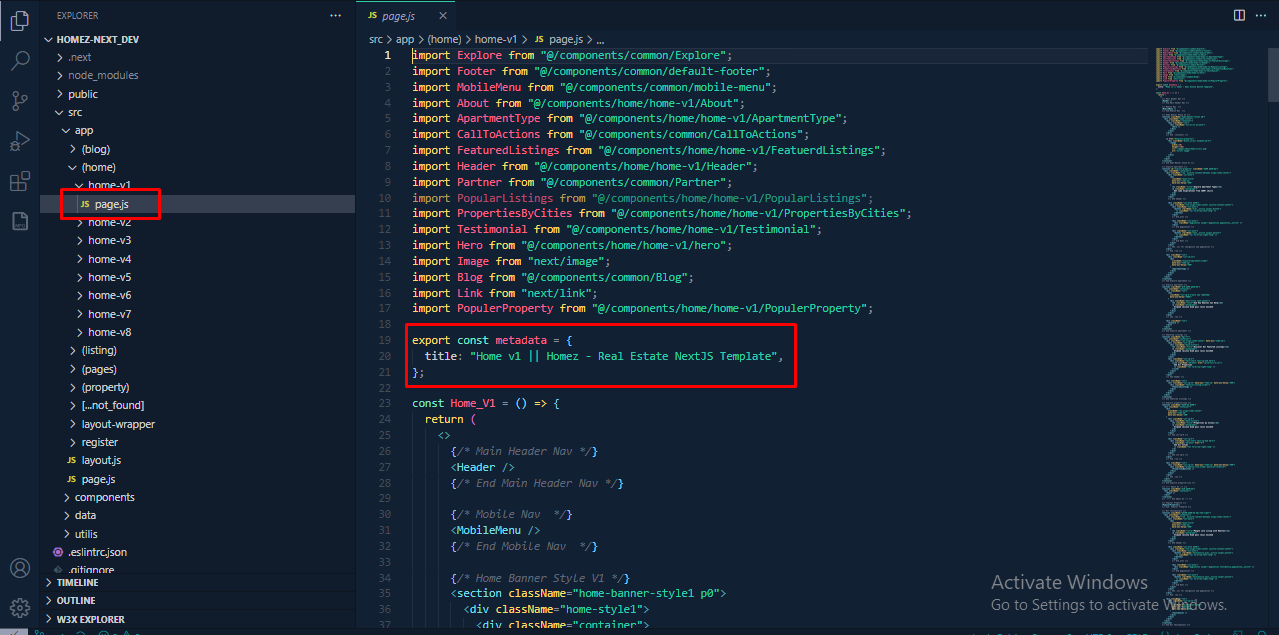 EXPLORER
HOMEZ-NEXT_DEV
.next
node_modules
public
src
app
(blog)
(home)
home-v1
JS page.js
home-v2
home-v3
home-v4
home-v5
home-v6
home-v7
home-v8
(listing)
(pages)
(property)
[...not_found]
layout-wrapper
register
JS layout.js
JS page.js
components
data
utilis
.eslintrc.json
.gitignore
TIMELINE
OUTLINE
W3X EXPLORER
JS page.js
src > app > (home) > home-v1 > JS page.js > ...
1 import Explore from "@/components/common/Explore";
2 import Footer from "@/components/common/default-footer";
3 import MobileMenu from "@/components/common/mobile-menu";
4 import About from "@/components/home/home-v1/About";
5 import ApartmentType from "@/components/home/home-v1/ApartmentType";
6 import CallToActions from "@/components/common/CallToActions";
7 import FeaturedListings from "@/components/home/home-v1/FeatuerdListings";
8 import Header from "@/components/home/home-v1/Header";
9 import Partner from "@/components/common/Partner";
10 import PopularListings from "@/components/home/home-v1/PopularListings";
11 import PropertiesByCities from "@/components/home/home-v1/PropertiesByCities";
12 import Testimonial from "@/components/home/home-v1/Testimonial";
13 import Hero from "@/components/home/home-v1/hero";
14 import Image from "next/image";
15 import Blog from "@/components/common/Blog";
16 import Link from "next/link";
17 import PopulerProperty from "@/components/home/home-v1/PopulerProperty";
18
19 export const metadata = {
20 title: "Home v1 || Homez - Real Estate NextJS Template",
21 };
22
23 const Home_V1 = () => {
24 return (
25 <>
26 {/* Main Header Nav */}
27 <Header />
28 {/* End Main Header Nav */}
29
30 {/* Mobile Nav */}
31 <MobileMenu />
32 {/* End Mobile Nav */}
33
34 {/* Home Banner Style V1 */}
35 <section className="home-banner-style1 p0">
36 <div className="home-style1">
37 <div className="container">
Activate Windows
Go to Settings to activate Windows.